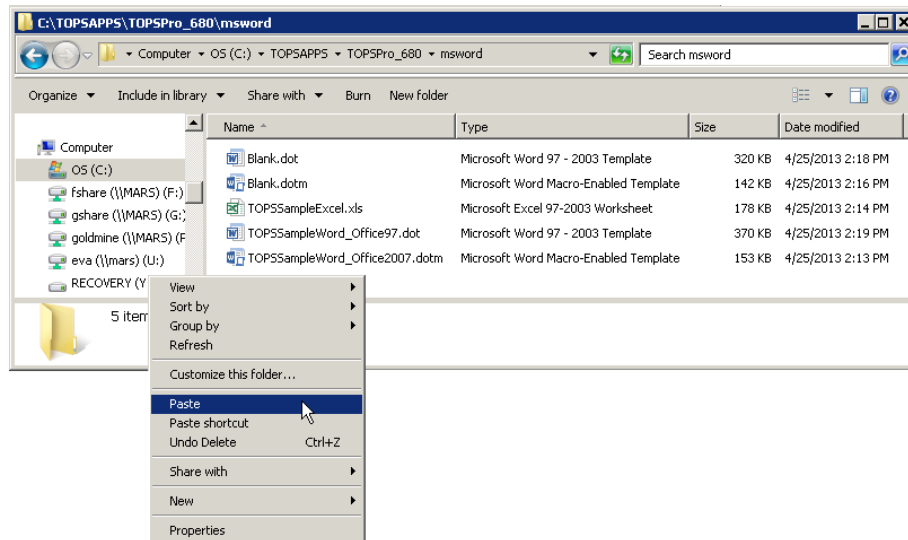 C:\TOPSAPPS\TOPSPro_680\msword
Computer OS (C:) TOPSAPPS TOPSPro_680 msword Search msword
Organize Include in library Share with Burn New folder
Name Type Size Date modified
Computer
OS (C:)
fshare (\\MARS) (F:)
gshare (\\MARS) (G:)
goldmine (\\MARS) (F
eva (\\mars) (U:)
RECOVERY (Y
Blank.dot Microsoft Word 97 - 2003 Template 320 KB 4/25/2013 2:18 PM
Blank.dotm Microsoft Word Macro-Enabled Template 142 KB 4/25/2013 2:16 PM
TOPSSampleExcel.xls Microsoft Excel 97-2003 Worksheet 178 KB 4/25/2013 2:14 PM
TOPSSampleWord_Office97.dot Microsoft Word 97 - 2003 Template 370 KB 4/25/2013 2:19 PM
TOPSSampleWord_Office2007.dotm Microsoft Word Macro-Enabled Template 153 KB 4/25/2013 2:13 PM
5 item
View
Sort by
Group by
Refresh
Customize this folder...
Paste
Paste shortcut
Undo Delete Ctrl+Z
Share with
New
Properties